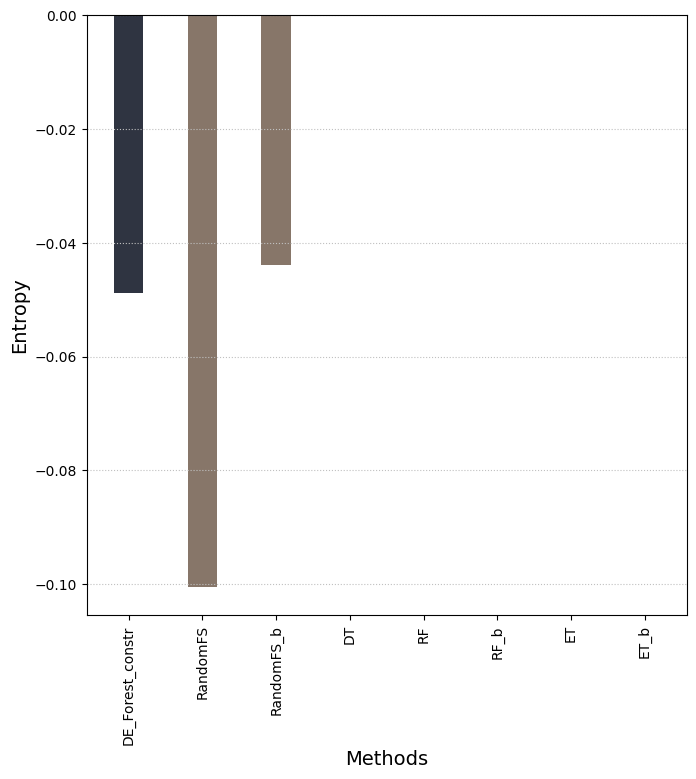 0.00
−0.02
−0.04
−0.06
−0.08
−0.10
Entropy
DE_Forest_constr
RandomFS
RandomFS_b
DT
RF
RF_b
ET
ET_b
Methods